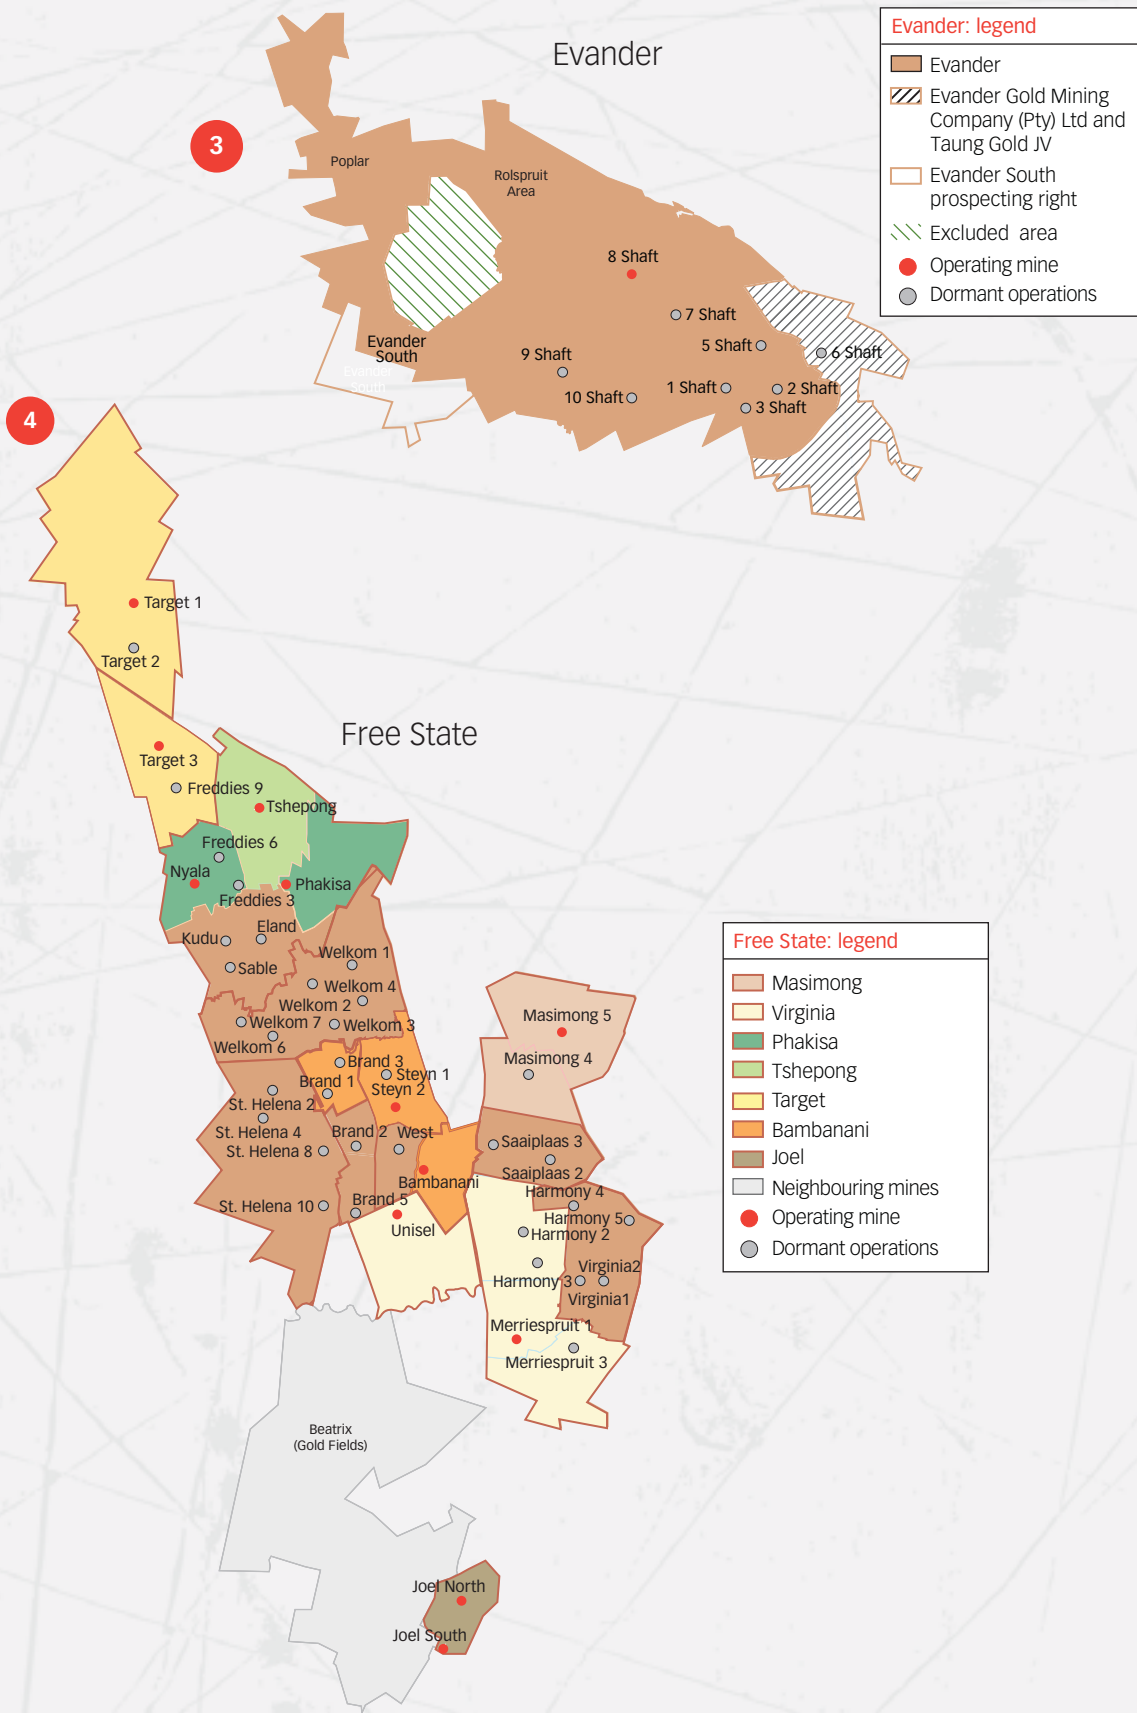 Evander
3
Poplar
Rolspruit
Area
8 Shaft
7 Shaft
5 Shaft
6 Shaft
9 Shaft
1 Shaft
2 Shaft
10 Shaft
3 Shaft
Evander
South
Evander
South
Evander: legend
Evander
Evander Gold Mining
Company (Pty) Ltd and
Taung Gold JV
Evander South
prospecting right
Excluded area
Operating mine
Dormant operations
4
Free State
Target 1
Target 2
Target 3
Freddies 9
Tshepong
Freddies 6
Nyala
Phakisa
Freddies 3
Eland
Kudu
Sable
Welkom 1
Welkom 4
Welkom 2
Welkom 7
Welkom 3
Welkom 6
Brand 3
Steyn 1
Brand 1
Steyn 2
St. Helena 2
St. Helena 4
Brand 2
West
St. Helena 8
Bambanani
St. Helena 10
Brand 5
Unisel
Masimong 5
Masimong 4
Saaiplaas 3
Saaiplaas 2
Harmony 4
Harmony 5
Harmony 2
Virginia2
Harmony 3
Virginia1
Merriespruit 1
Merriespruit 3
Beatrix
(Gold Fields)
Joel North
Joel South
Free State: legend
Masimong
Virginia
Phakisa
Tshepong
Target
Bambanani
Joel
Neighbouring mines
Operating mine
Dormant operations